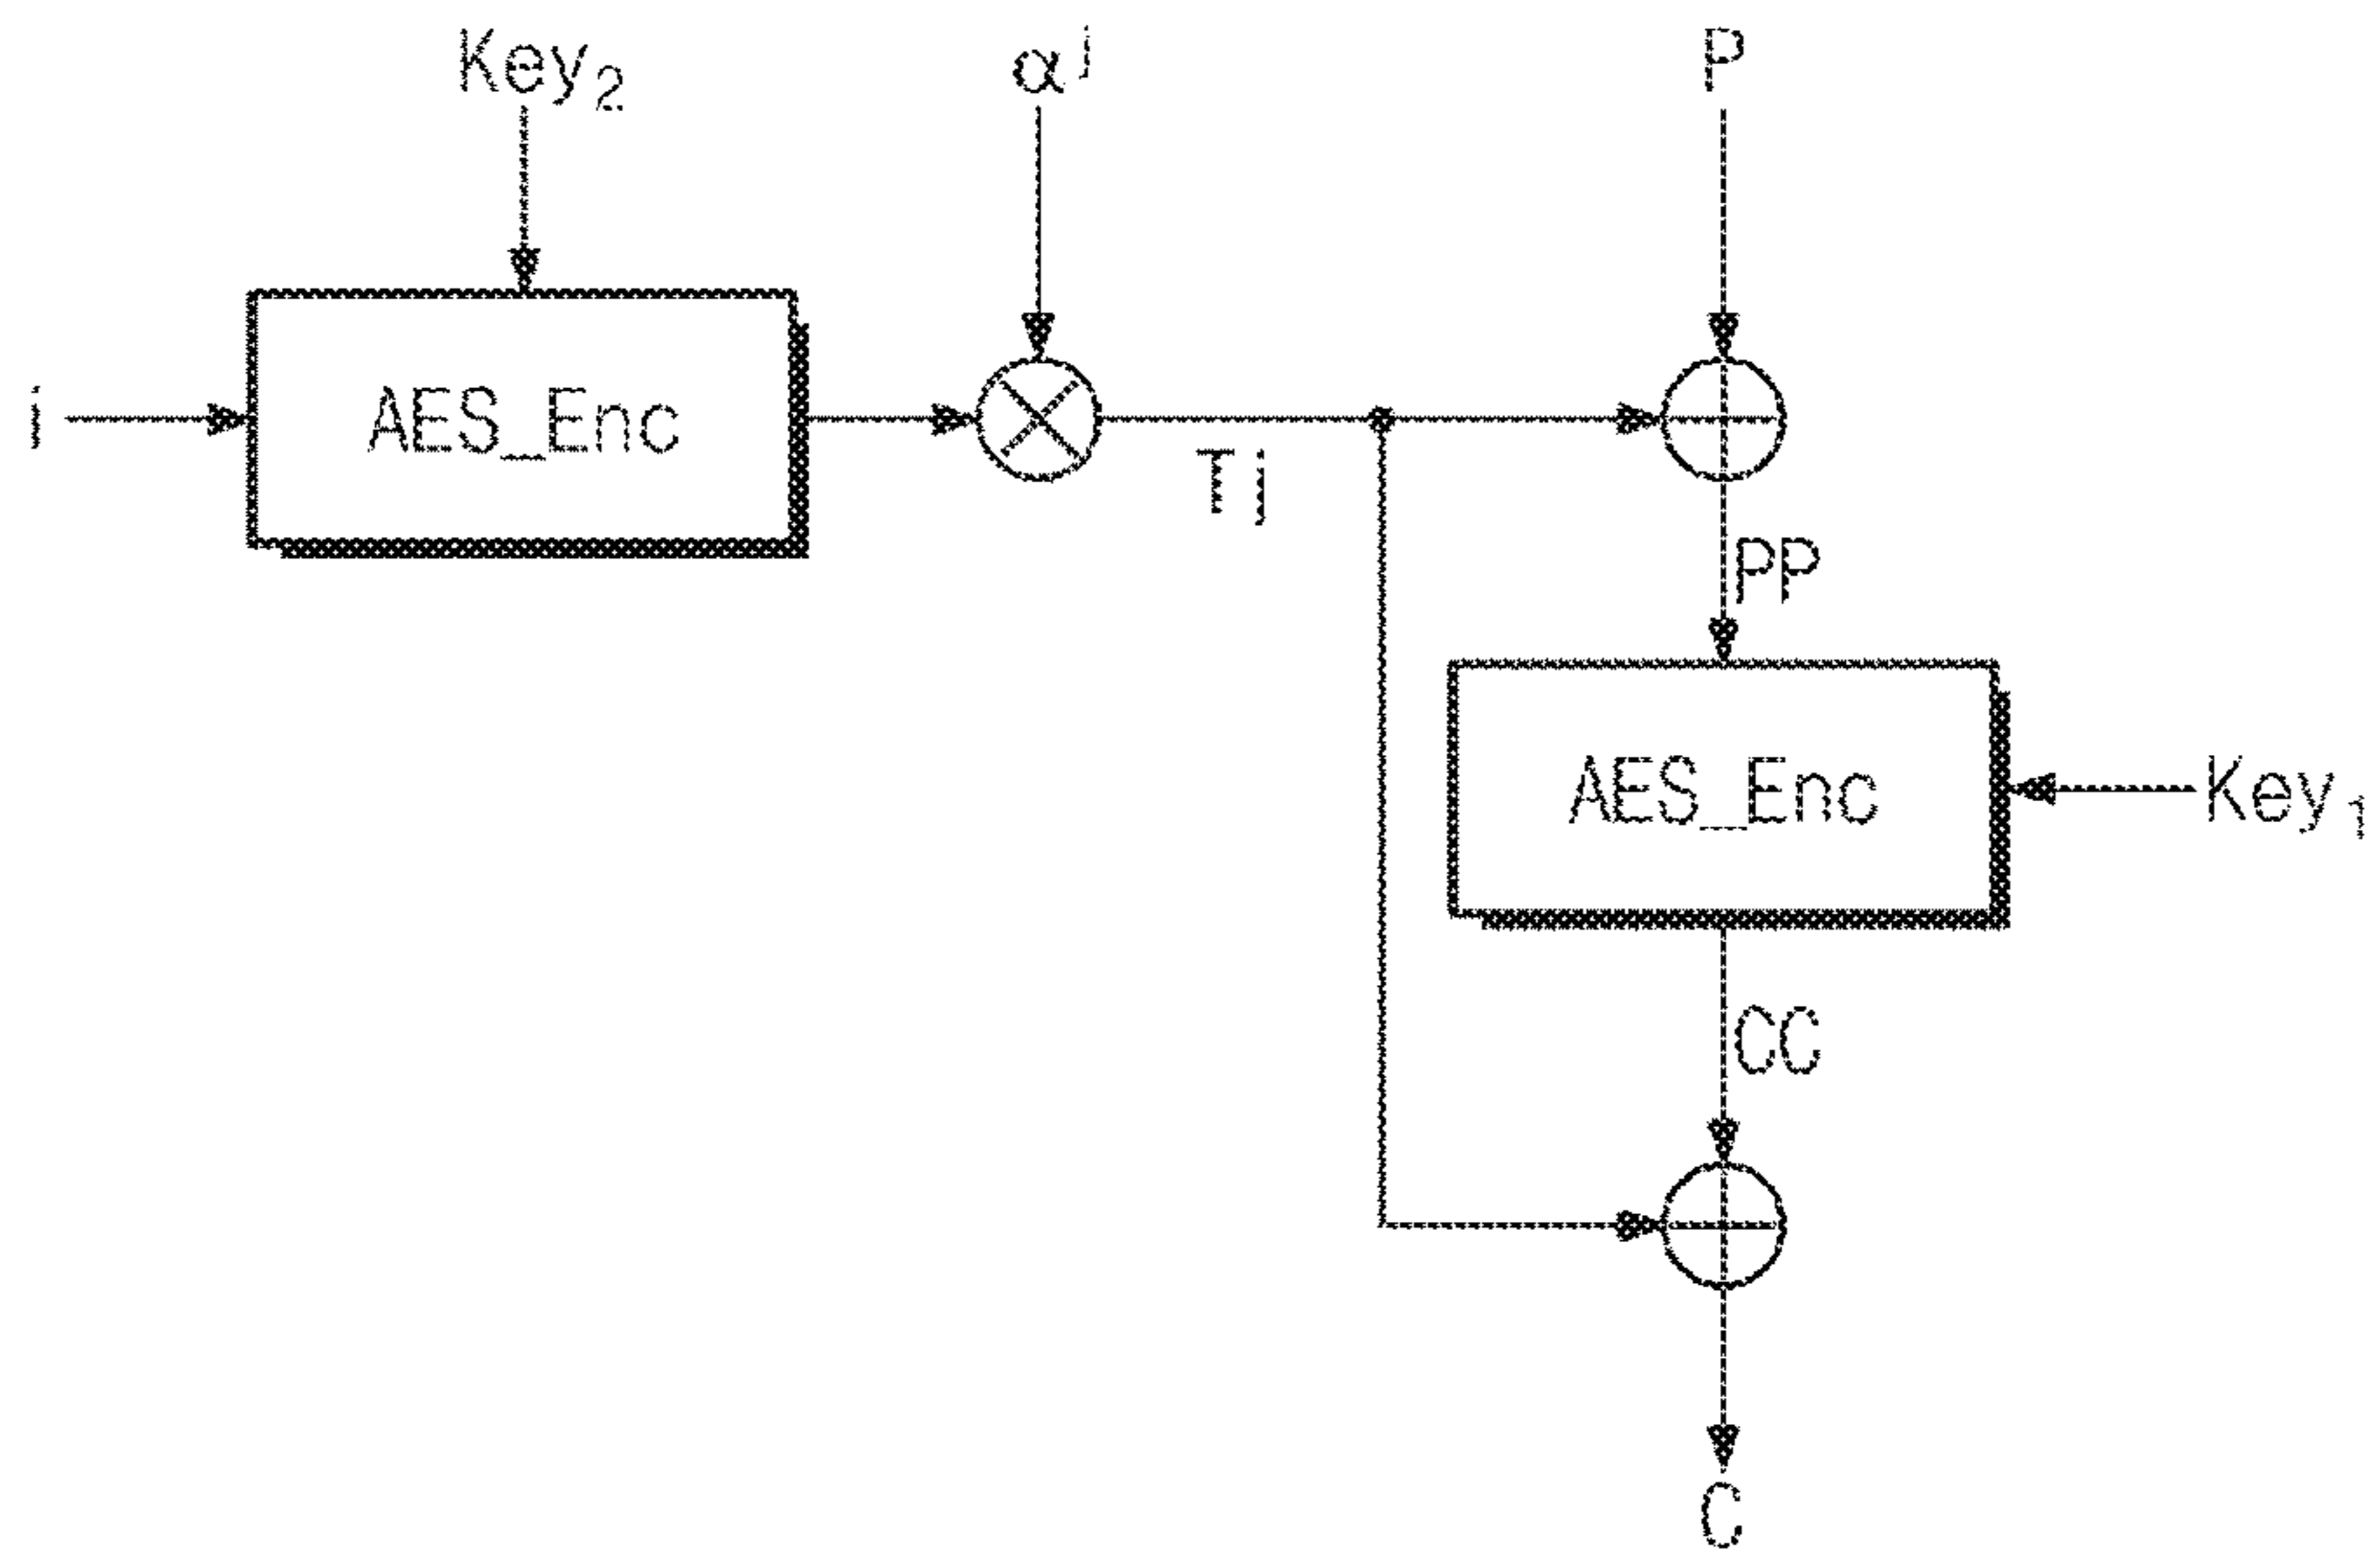 Key₂
αʲ
P
i
AES_Enc
Tj
PP
AES_Enc
Key₁
CC
C